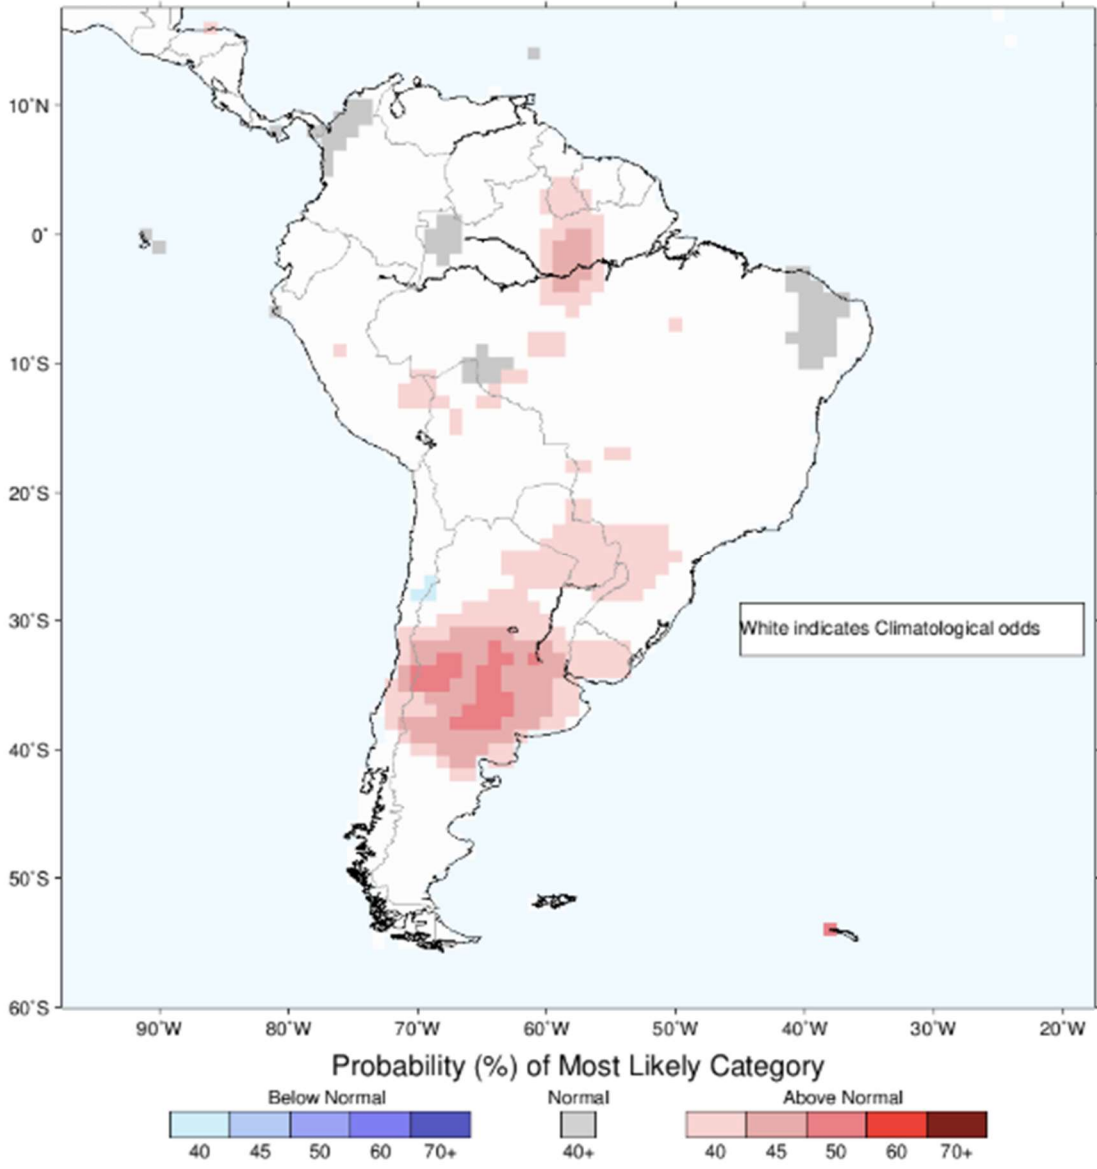 10°N
0°
10°S
20°S
30°S
White indicates Climatological odds
40°S
50°S
60°S
90°W 80°W 70°W 60°W 50°W 40°W 30°W 20°W
Probability (%) of Most Likely Category
Below Normal Normal Above Normal
40 45 50 60 70+ 40+ 40 45 50 60 70+